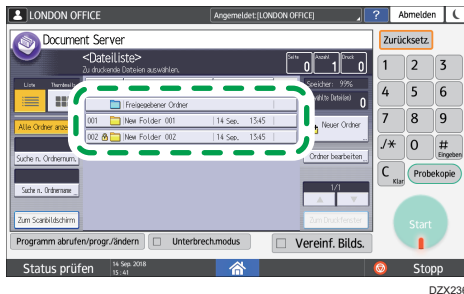 LONDON OFFICE
Angemeldet:[LONDON OFFICE]
?
Abmelden
Document Server
Zurücksetz.
<Dateiliste>
Zu druckende Dateien auswählen.
Seite
0
Anzahl
1
Druck
0
1
2
3
Liste
Speicher: 99%
0
4
5
6
Freigegebener Ordner
Alle Ordner anze
001
New Folder 001
14 Sep. 13:45
Neuer Ordner
7
8
9
002
New Folder 002
14 Sep. 13:45
Suche n. Ordnernum.
Ordner bearbeiten
./*
0
#
Eingeben
Suche n. Ordnername
C
Klar
Probekopie
1/1
Zum Scanbildschirm
Zum Druckfenster
Start
Programm abrufen/progr./ändern
Unterbrech.modus
Vereinf. Bilds.
Status prüfen
14 Sep. 2018
15:41
Stopp
DZX236